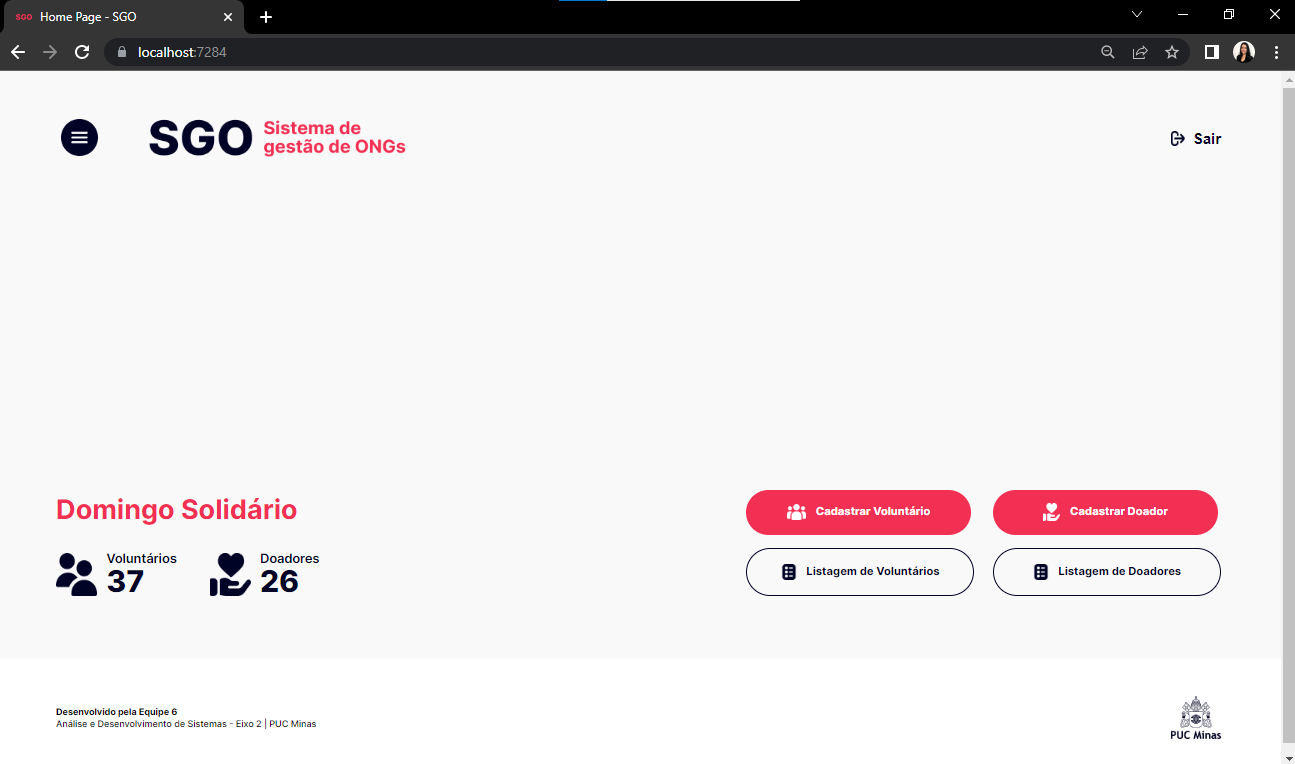 SGO Home Page - SGO
localhost:7284
SGO Sistema de
gestão de ONGs
Sair
Domingo Solidário
Cadastrar Voluntário
Cadastrar Doador
Voluntários
37
Doadores
26
Listagem de Voluntários
Listagem de Doadores
Desenvolvido pela Equipe 6
Análise e Desenvolvimento de Sistemas - Eixo 2 | PUC Minas
PUC Minas